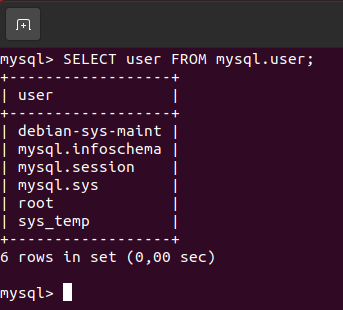 mysql> SELECT user FROM mysql.user;
+------------------+
| user             |
+------------------+
| debian-sys-maint |
| mysql.infoschema |
| mysql.session    |
| mysql.sys        |
| root             |
| sys_temp         |
+------------------+
6 rows in set (0,00 sec)
mysql>